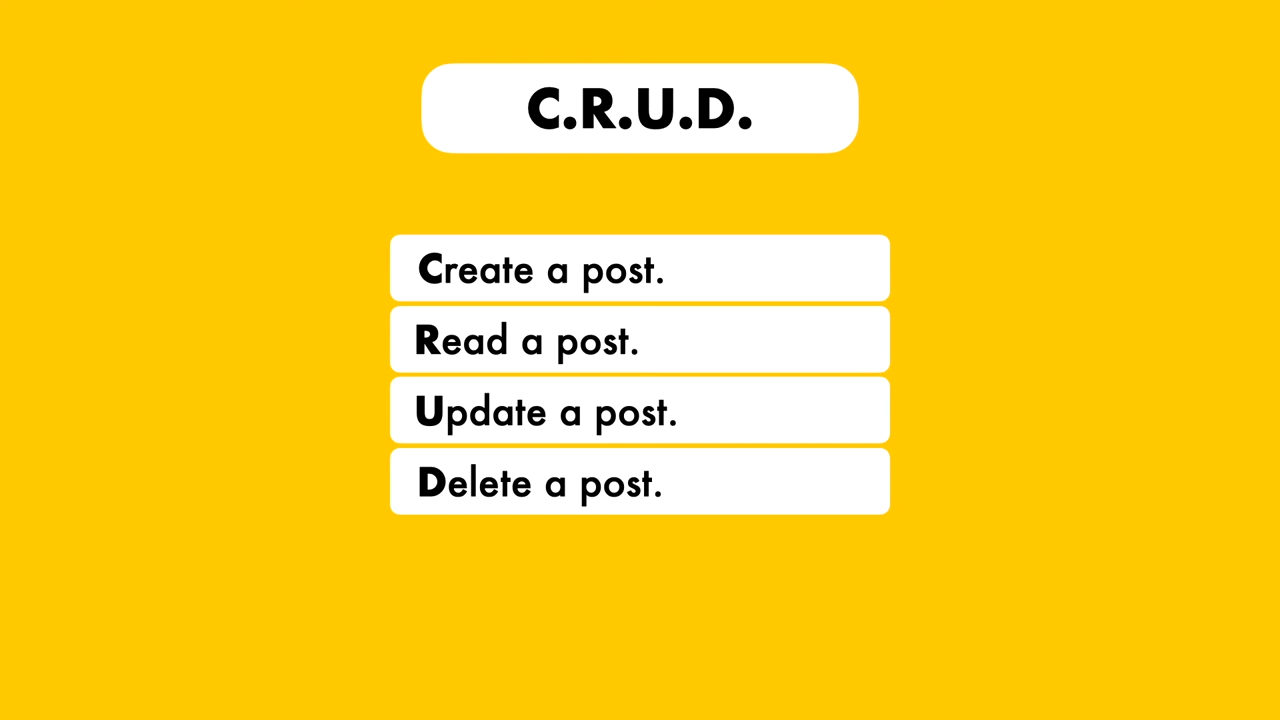 C.R.U.D.
Create a post.
Read a post.
Update a post.
Delete a post.